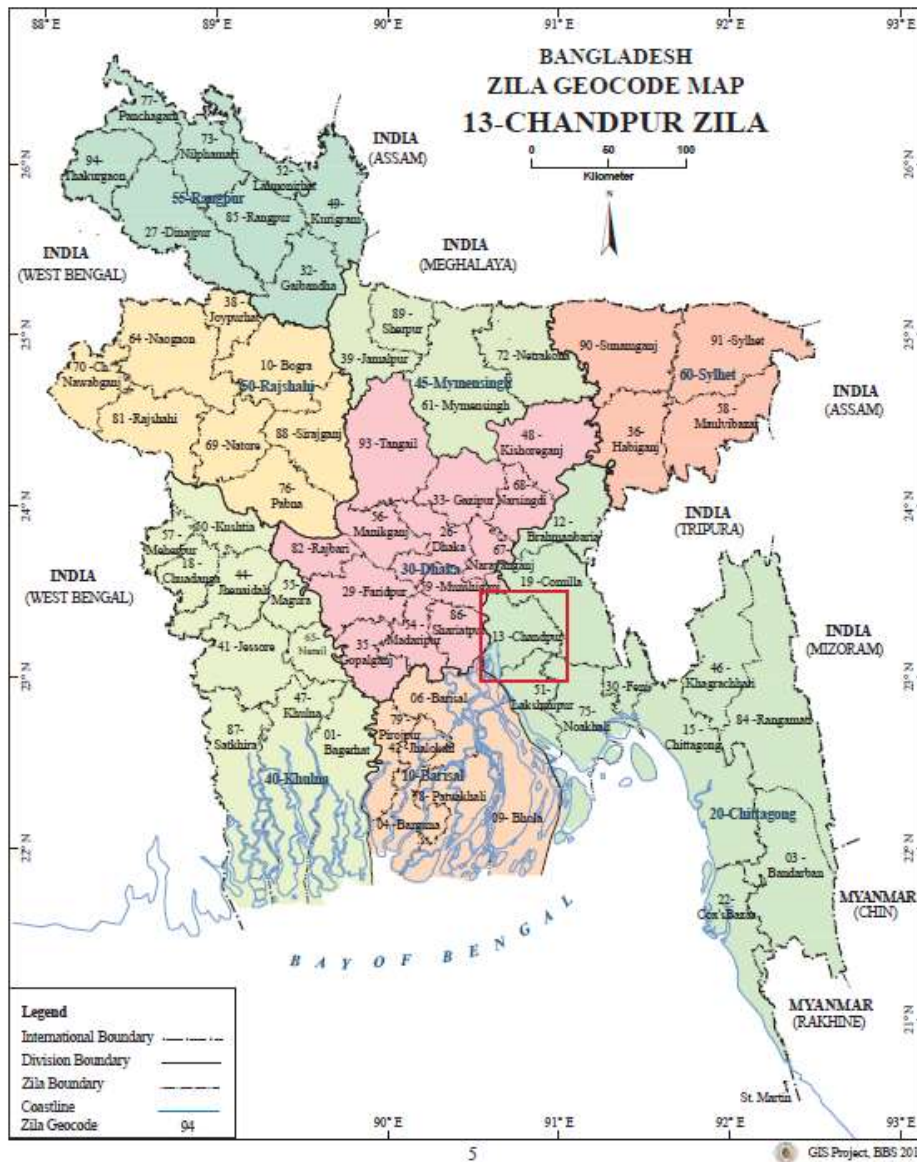 88° E 89° E 90° E 91° E 92° E 93° E
BANGLADESH
ZILA GEOCODE MAP
13-CHANDPUR ZILA
0 50 100
Kilometer
N
26° N
25° N
24° N
23° N
22° N
21° N
INDIA
(ASSAM)
INDIA
(WEST BENGAL)
INDIA
(MEGHALAYA)
INDIA
(ASSAM)
INDIA
(TRIPURA)
INDIA
(WEST BENGAL)
INDIA
(MIZORAM)
MYANMAR
(CHIN)
MYANMAR
(RAKHINE)
77-
Panchagarh
73-
Nilphamari
94-
Thakurgaon
52-
Lalmonirhat
55-Rangpur
49-
Kurigram
85 -Rangpur
27 -Dinajpur
32-
Gaibandha
38 -
Joypurhat
64 -Naogaon
89 -
Sherpur
70 -Ch.
Nawabganj
10- Bogra
50-Rajshahi
39 -Jamalpur
72 -Netrakona
45-Mymensingh
61- Mymensingh
90 -Sunamganj
91 -Sylhet
60-Sylhet
58 -
Maulvibazar
36-
Habiganj
81 -Rajshahi
69 -Natore
88 -Sirajganj
76-
Pabna
93 -Tangail
48 -
Kishoreganj
33- Gazipur
68-
Narsingdi
56-
Manikganj
26-
Dhaka
67-
Narayanganj
12 -
Brahmanbaria
50 -Kushtia
57 -
Meherpur
18 -
Chuadanga
44-
Jhenaidah
55-
Magura
82 -Rajbari
30-Dhaka
29 -Faridpur
59 -Munshiganj
19 -Comilla
54 -
Madaripur
86-
Shariatpur
13 -Chandpur
35 -
Gopalganj
41 -Jessore
65-
Narail
47-
Khulna
87-
Satkhira
01-
Bagerhat
40-Khulna
06 -Barisal
79-
Pirojpur
42 -Jhalokati
10-Barisal
78- Patuakhali
04 -Barguna
09- Bhola
51-
Lakshmipur
75-
Noakhali
30 -Feni
46 -
Khagrachhari
15 -
Chittagong
84 -Rangamati
20-Chittagong
03 -
Bandarban
22-
Cox'sBazar
BAY OF BENGAL
St. Martin
Legend
International Boundary
Division Boundary
Zila Boundary
Coastline
Zila Geocode 94
90° E 91° E 92° E 93° E
5
GIS Project, BBS